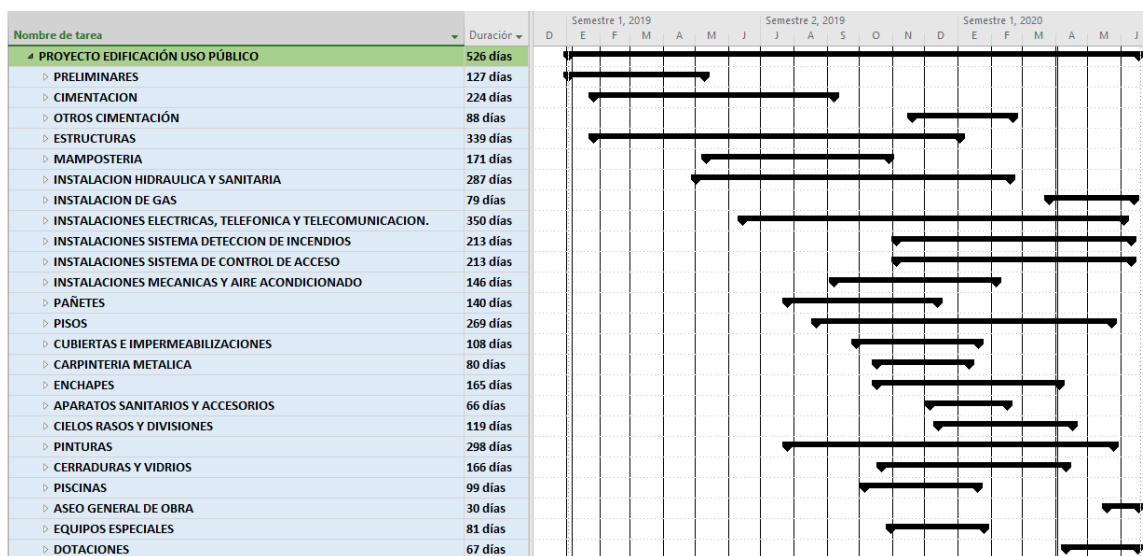 Semestre 1, 2019 Semestre 2, 2019 Semestre 1, 2020
Nombre de tarea Duración D E F M A M J J A S O N D E F M A M J
PROYECTO EDIFICACIÓN USO PÚBLICO 526 días
PRELIMINARES 127 días
CIMENTACION 224 días
OTROS CIMENTACIÓN 88 días
ESTRUCTURAS 339 días
MAMPOSTERIA 171 días
INSTALACION HIDRAULICA Y SANITARIA 287 días
INSTALACION DE GAS 79 días
INSTALACIONES ELECTRICAS, TELEFONICA Y TELECOMUNICACION. 350 días
INSTALACIONES SISTEMA DETECCION DE INCENDIOS 213 días
INSTALACIONES SISTEMA DE CONTROL DE ACCESO 213 días
INSTALACIONES MECANICAS Y AIRE ACONDICIONADO 146 días
PAÑETES 140 días
PISOS 269 días
CUBIERTAS E IMPERMEABILIZACIONES 108 días
CARPINTERIA METALICA 80 días
ENCHAPES 165 días
APARATOS SANITARIOS Y ACCESORIOS 66 días
CIELOS RASOS Y DIVISIONES 119 días
PINTURAS 298 días
CERRADURAS Y VIDRIOS 166 días
PISCINAS 99 días
ASEO GENERAL DE OBRA 30 días
EQUIPOS ESPECIALES 81 días
DOTACIONES 67 días